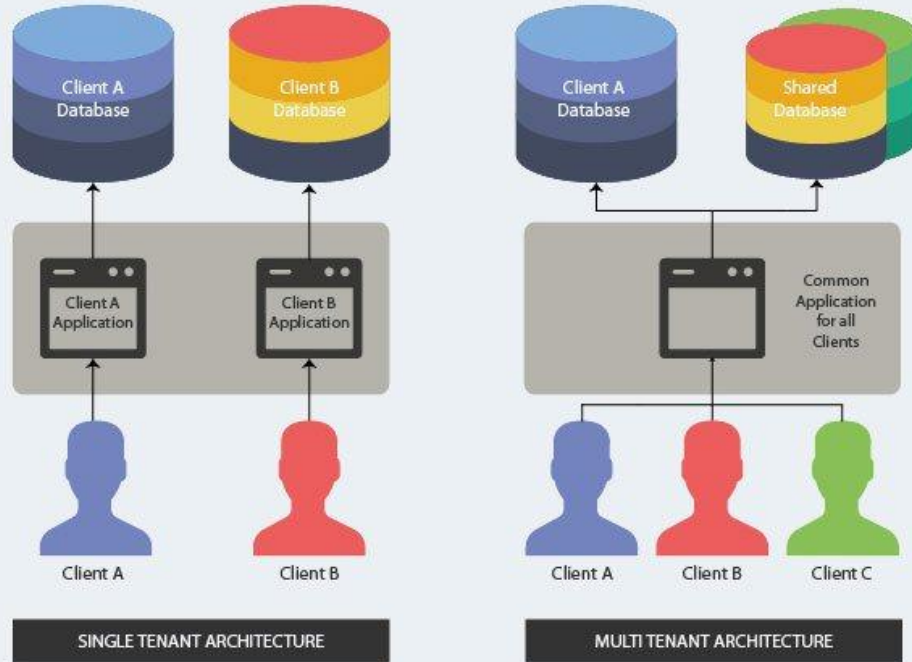 Client A
Database
Client B
Database
Client A
Database
Shared
Database
Client A
Application
Client B
Application
Common
Application
for all
Clients
Client A
Client B
Client A
Client B
Client C
SINGLE TENANT ARCHITECTURE
MULTI TENANT ARCHITECTURE